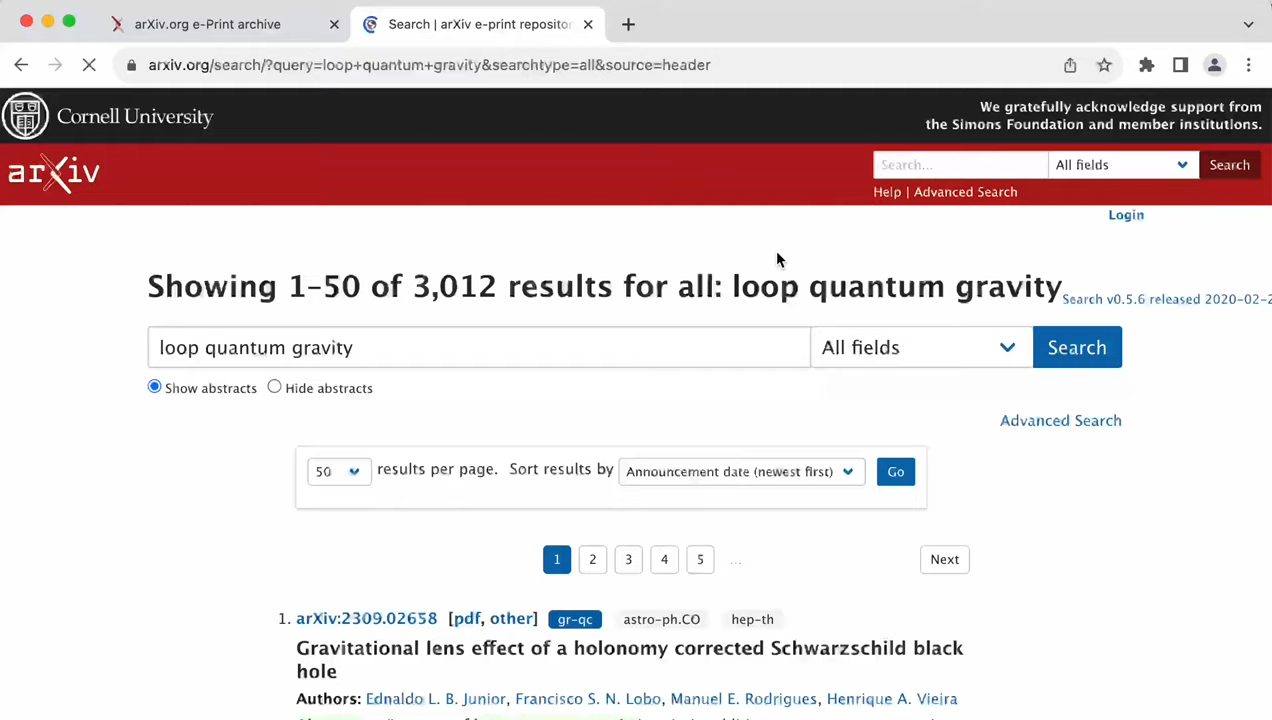 arXiv.org e-Print archive
Search | arXiv e-print repositor
arxiv.org/search/?query=loop+quantum+gravity&searchtype=all&source=header
Cornell University
We gratefully acknowledge support from
the Simons Foundation and member institutions.
arXiv
Search...
All fields
Search
Help | Advanced Search
Login
Showing 1–50 of 3,012 results for all: loop quantum gravity
Search v0.5.6 released 2020-02-2
loop quantum gravity
All fields
Search
Show abstracts
Hide abstracts
Advanced Search
50
results per page.
Sort results by
Announcement date (newest first)
Go
1
2
3
4
5
...
Next
1. arXiv:2309.02658 [pdf, other] gr-qc astro-ph.CO hep-th
Gravitational lens effect of a holonomy corrected Schwarzschild black
hole
Authors: Ednaldo L. B. Junior, Francisco S. N. Lobo, Manuel E. Rodrigues, Henrique A. Vieira